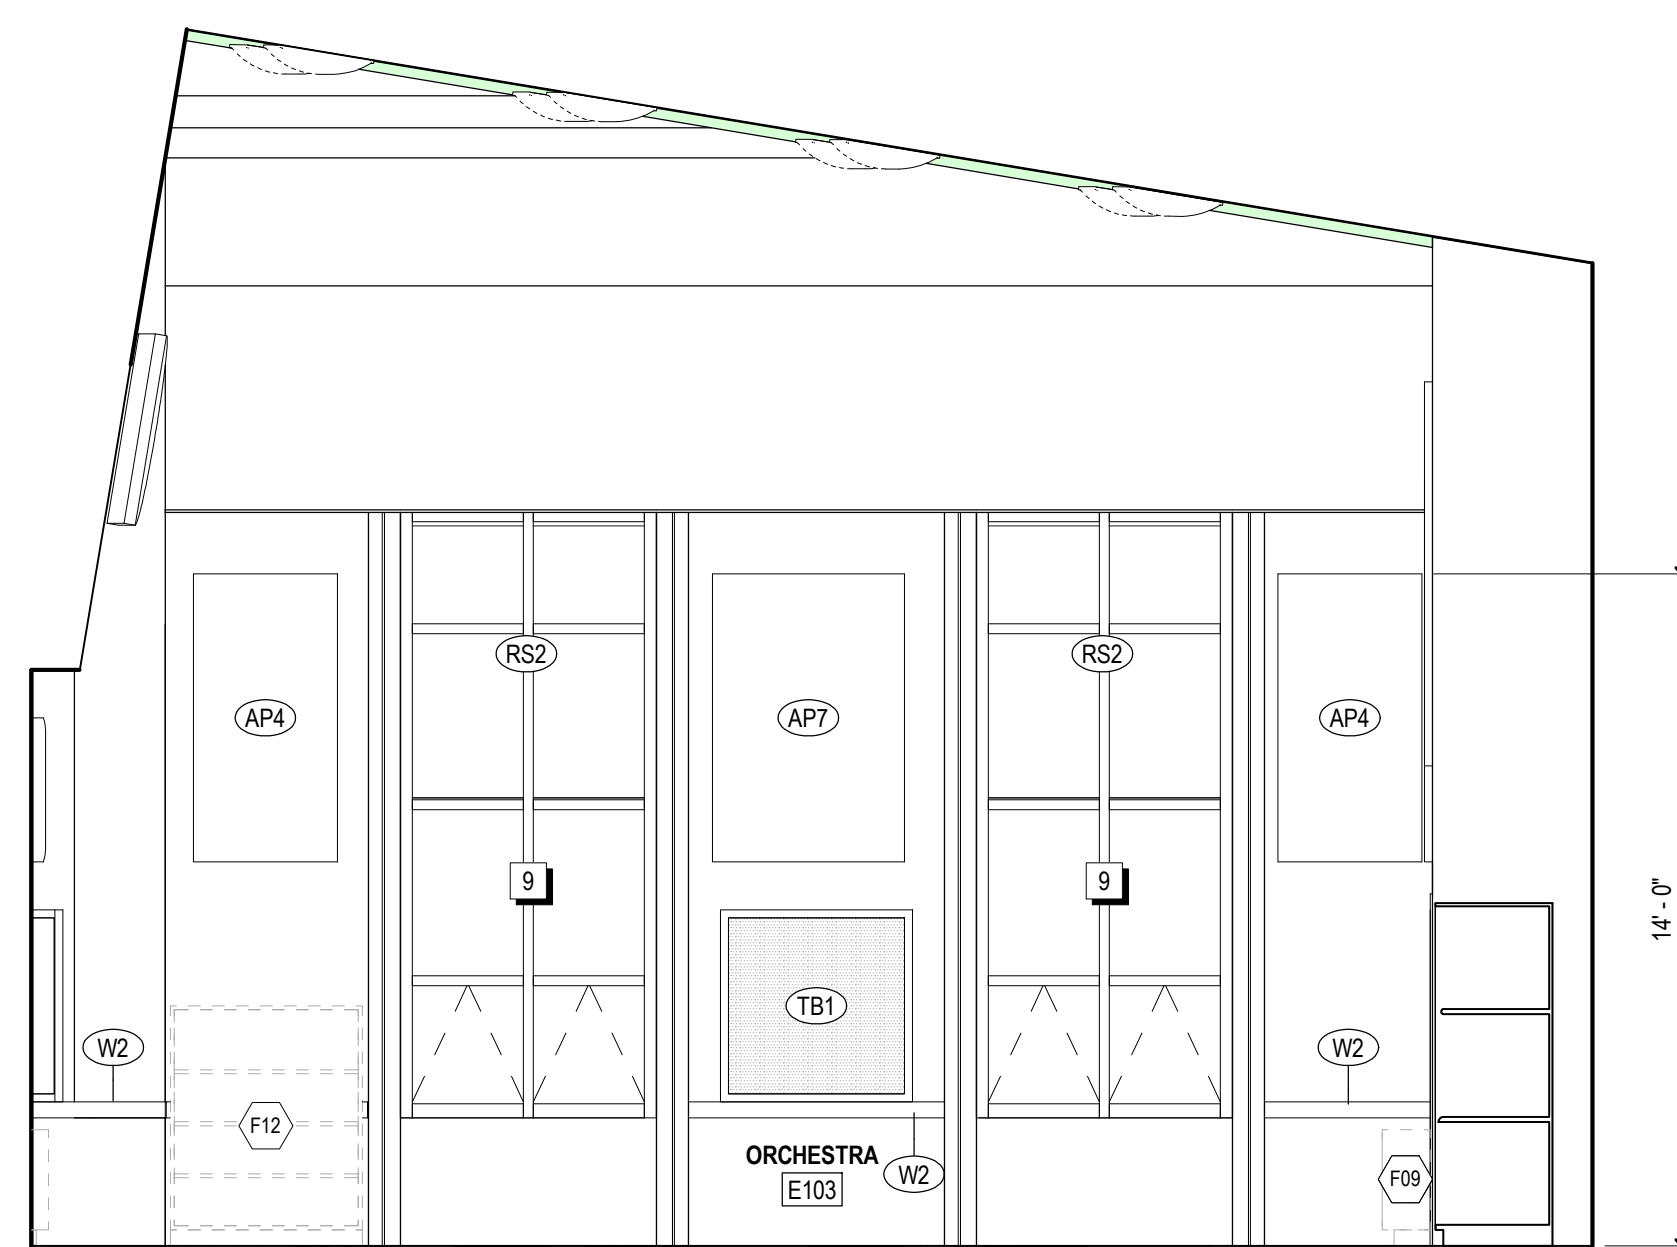 RS2
RS2
AP4
AP7
AP4
9
9
14' - 0"
TB1
W2
W2
F12
ORCHESTRA
W2
F09
E103